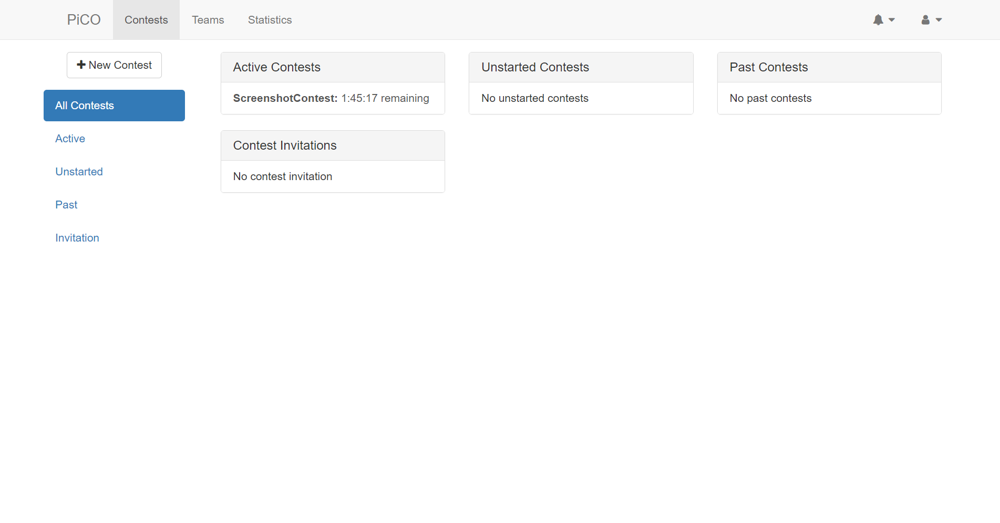 PiCO
Contests
Teams
Statistics
New Contest
All Contests
Active
Unstarted
Past
Invitation
Active Contests
ScreenshotContest: 1:45:17 remaining
Unstarted Contests
No unstarted contests
Past Contests
No past contests
Contest Invitations
No contest invitation